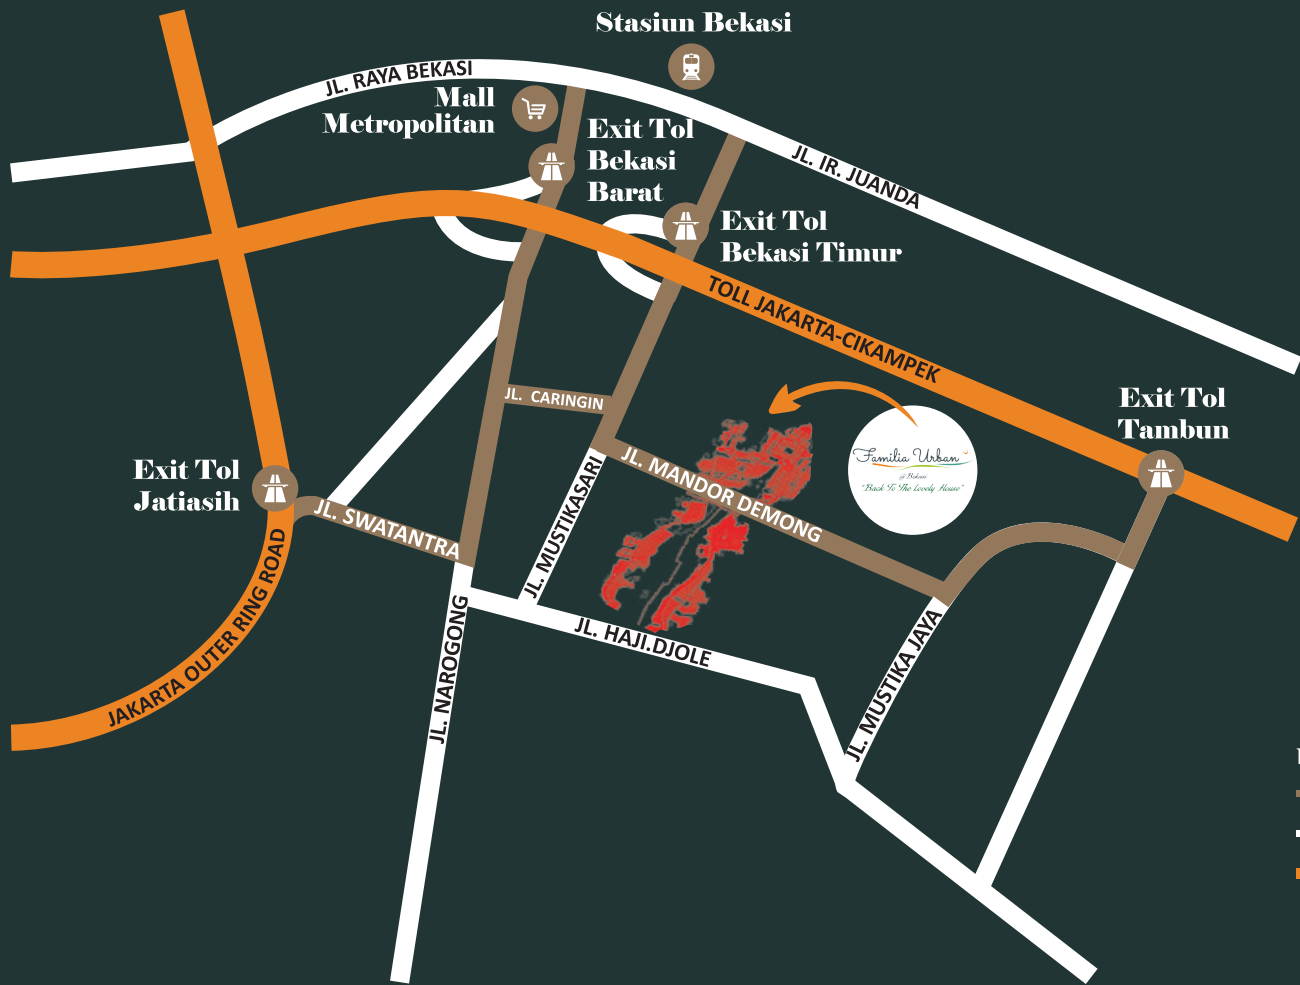 Stasiun Bekasi
JL. RAYA BEKASI
Mall
Metropolitan
Exit Tol
Bekasi
Barat
JL. IR. JUANDA
Exit Tol
Bekasi Timur
TOLL JAKARTA-CIKAMPEK
JL. CARINGIN
Exit Tol
Tambun
Familia Urban
@ Bekasi
"Back To The Lovely House"
Exit Tol
Jatiasih
JL. SWATANTRA
JL. MUSTIKASARI
JL. MANDOR DEMONG
JAKARTA OUTER RING ROAD
JL. NAROGONG
JL. HAJI.DJOLE
JL. MUSTIKA JAYA